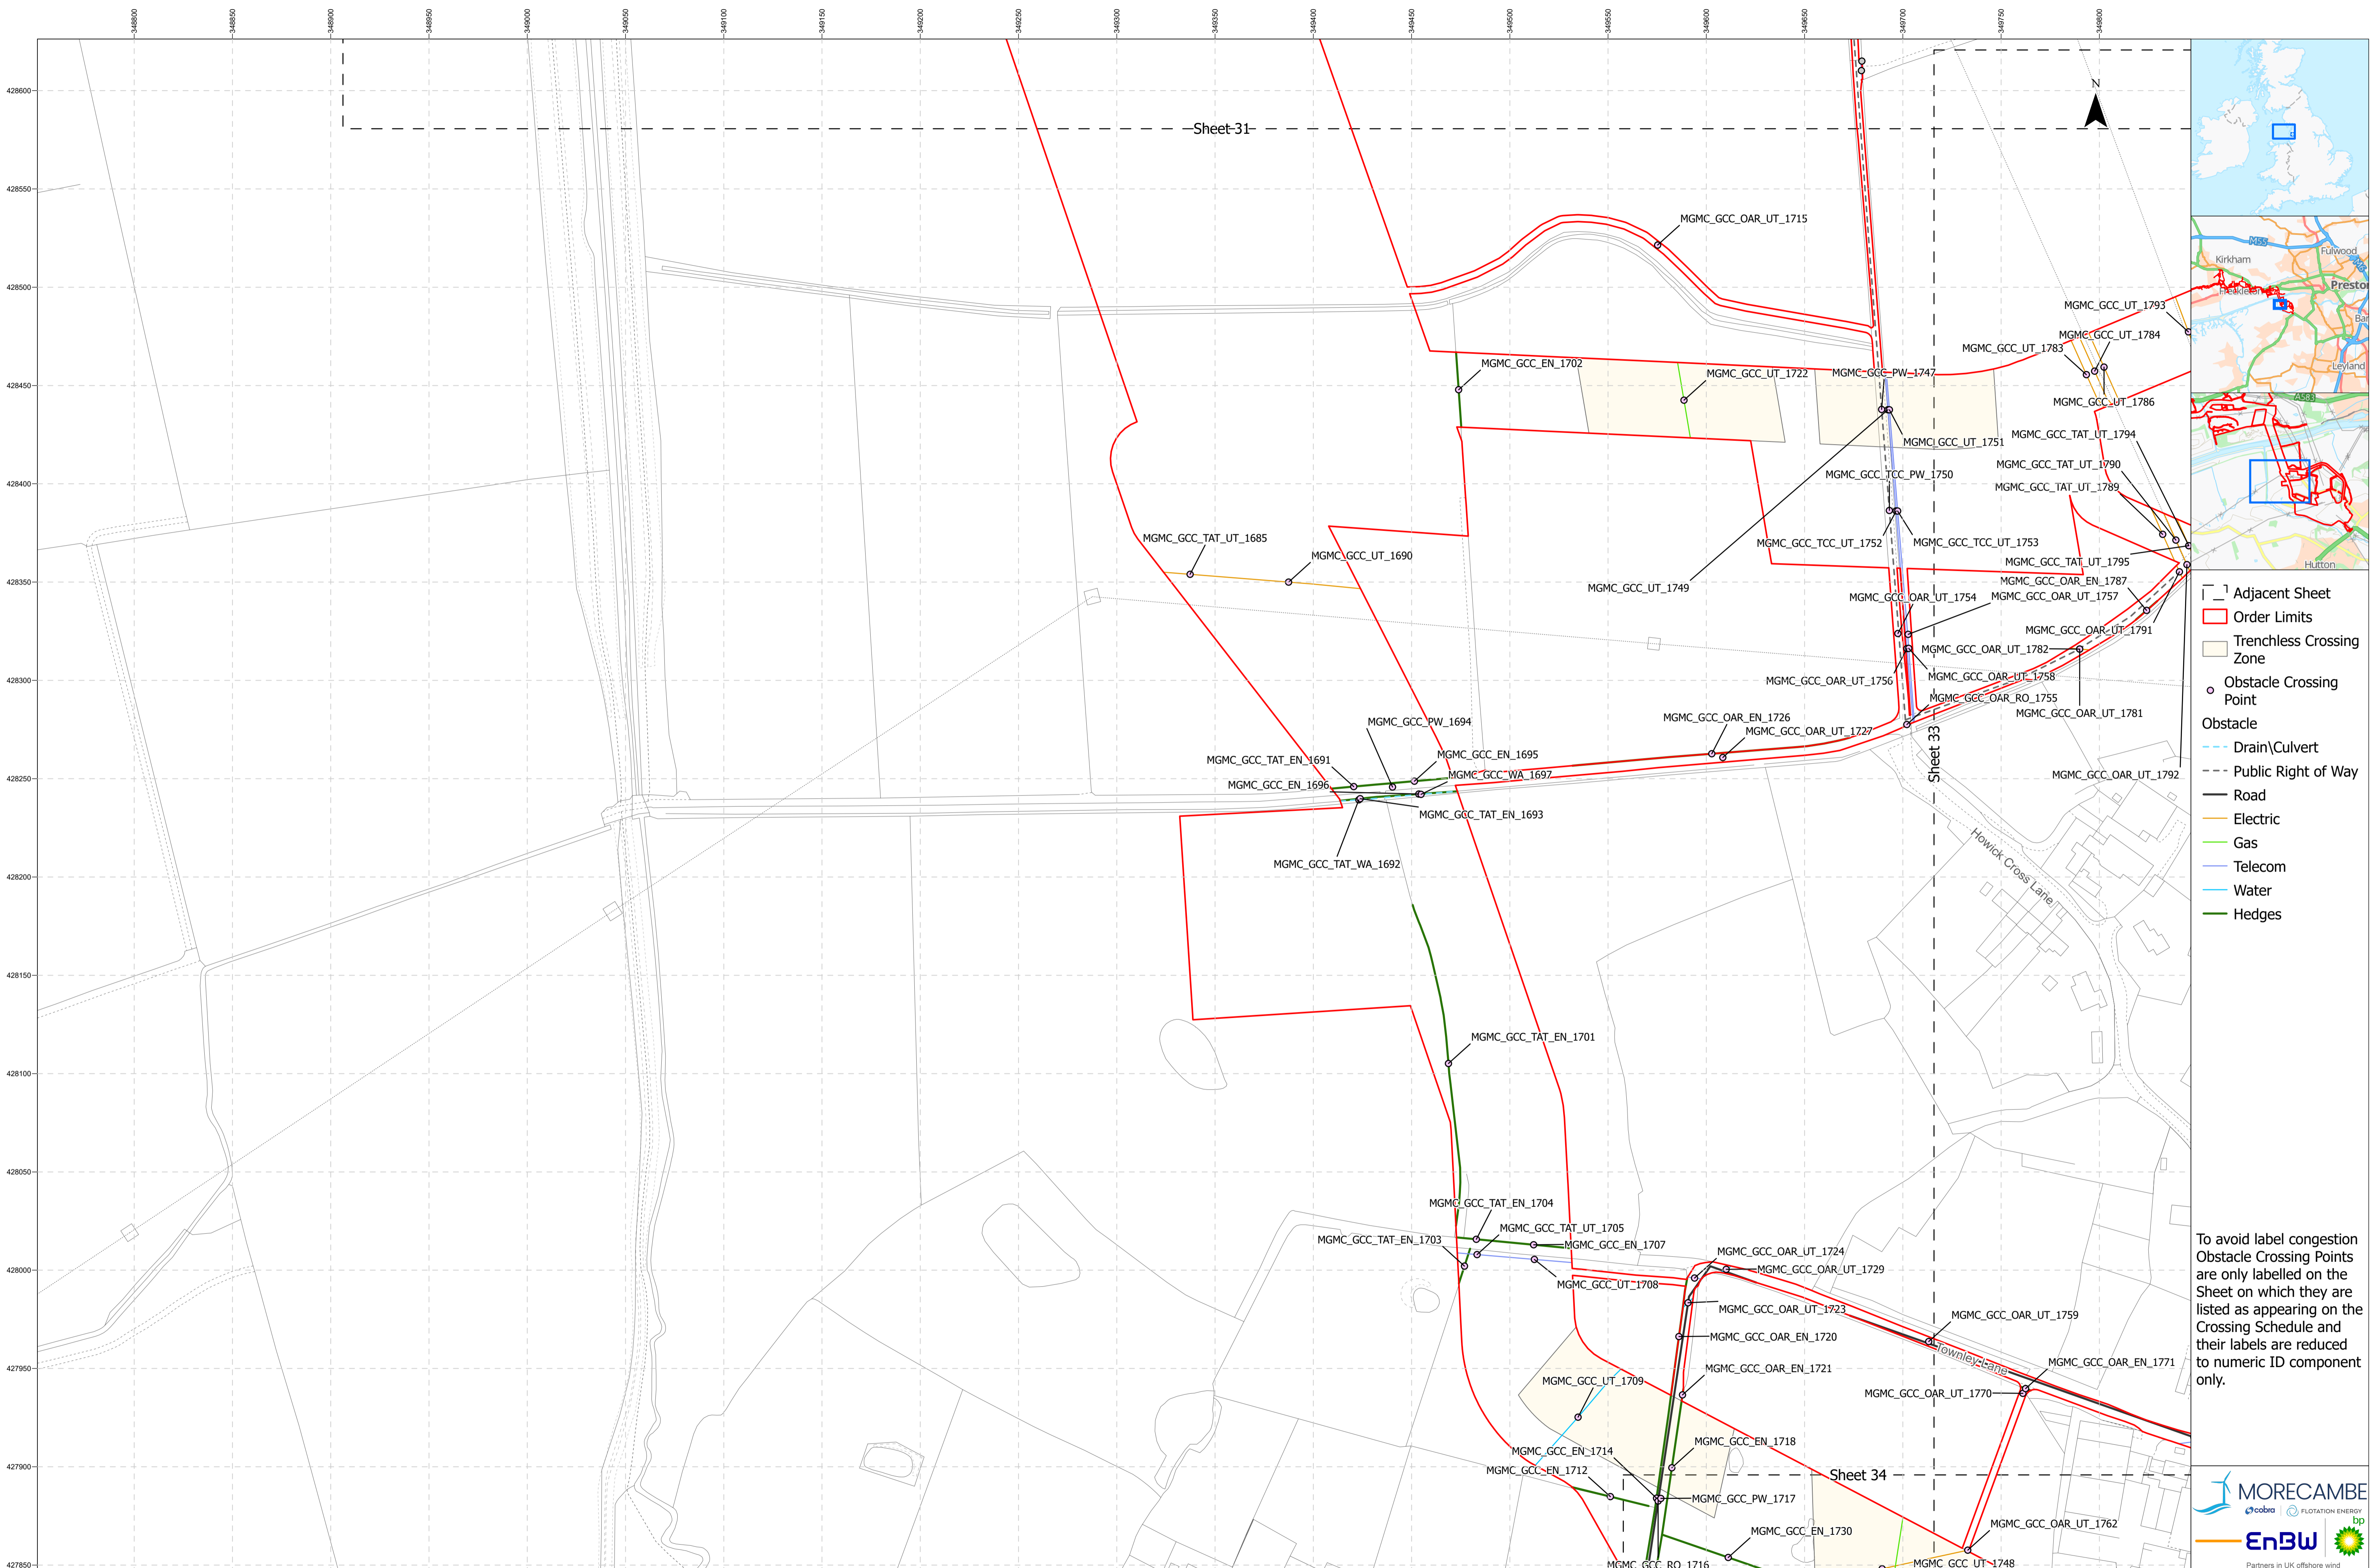 348800 348850 348900 348950 349000 349050 349100 349150 349200 349250 349300 349350 349400 349450 349500 349550 349600 349650 349700 349750 349800
428600
428550
428500
428450
428400
428350
428300
428250
428200
428150
428100
428050
428000
427950
427900
427850
N
Sheet 31
MGMC_GCC_OAR_UT_1715
MGMC_GCC_UT_1793
MGMC_GCC_UT_1784
MGMC_GCC_UT_1783
MGMC_GCC_EN_1702
MGMC_GCC_UT_1722
MGMC_GCC_PW_1747
MGMC_GCC_UT_1786
MGMC_GCC_UT_1751
MGMC_GCC_TAT_UT_1794
MGMC_GCC_TAT_UT_1790
MGMC_GCC_TCC_PW_1750
MGMC_GCC_TAT_UT_1789
MGMC_GCC_TAT_UT_1685
MGMC_GCC_UT_1690
MGMC_GCC_TCC_UT_1752
MGMC_GCC_TCC_UT_1753
MGMC_GCC_TAT_UT_1795
MGMC_GCC_UT_1749
MGMC_GCC_OAR_EN_1787
MGMC_GCC_OAR_UT_1754
MGMC_GCC_OAR_UT_1757
MGMC_GCC_OAR_UT_1791
MGMC_GCC_OAR_UT_1782
MGMC_GCC_OAR_UT_1756
MGMC_GCC_OAR_UT_1758
MGMC_GCC_OAR_RO_1755
MGMC_GCC_OAR_UT_1781
MGMC_GCC_PW_1694
MGMC_GCC_OAR_EN_1726
MGMC_GCC_OAR_UT_1727
Sheet 33
MGMC_GCC_TAT_EN_1691
MGMC_GCC_EN_1695
MGMC_GCC_WA_1697
MGMC_GCC_OAR_UT_1792
MGMC_GCC_EN_1696
MGMC_GCC_TAT_EN_1693
MGMC_GCC_TAT_WA_1692
Howick Cross Lane
MGMC_GCC_TAT_EN_1701
MGMC_GCC_TAT_EN_1704
MGMC_GCC_TAT_UT_1705
MGMC_GCC_TAT_EN_1703
MGMC_GCC_EN_1707
MGMC_GCC_OAR_UT_1724
MGMC_GCC_OAR_UT_1729
MGMC_GCC_UT_1708
MGMC_GCC_OAR_UT_1723
MGMC_GCC_OAR_UT_1759
MGMC_GCC_OAR_EN_1720
Townley Lane
MGMC_GCC_OAR_EN_1721
MGMC_GCC_OAR_EN_1771
MGMC_GCC_UT_1709
MGMC_GCC_OAR_UT_1770
MGMC_GCC_EN_1718
MGMC_GCC_EN_1714
MGMC_GCC_EN_1712
Sheet 34
MGMC_GCC_PW_1717
MGMC_GCC_EN_1730
MGMC_GCC_OAR_UT_1762
MGMC_GCC_RO_1716
MGMC_GCC_UT_1748
M55
Fulwood
Kirkham
M6
Freckleton
Preston
Leyland
A583
Hutton
Adjacent Sheet
Order Limits
Trenchless Crossing
Zone
Obstacle Crossing
Point
Obstacle
Drain\Culvert
Public Right of Way
Road
Electric
Gas
Telecom
Water
Hedges
To avoid label congestion
Obstacle Crossing Points
are only labelled on the
Sheet on which they are
listed as appearing on the
Crossing Schedule and
their labels are reduced
to numeric ID component
only.
MORECAMBE
cobra FLOTATION ENERGY
EnBW bp
Partners in UK offshore wind